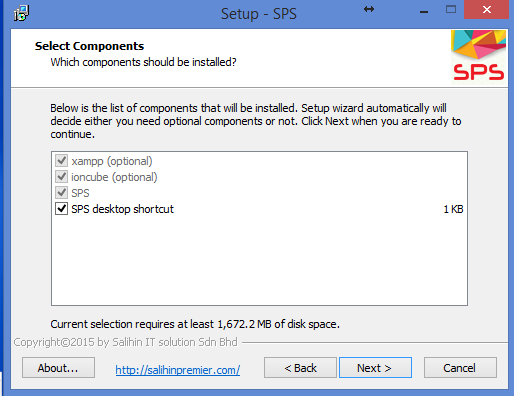 Setup - SPS
Select Components
Which components should be installed?
SPS
Below is the list of components that will be installed. Setup wizard automatically will
decide either you need optional components or not. Click Next when you are ready to
continue.
xampp (optional)
ioncube (optional)
SPS
SPS desktop shortcut 1 KB
Current selection requires at least 1,672.2 MB of disk space.
Copyright©2015 by Salihin IT solution Sdn Bhd
About... http://salihinpremier.com/ < Back Next > Cancel